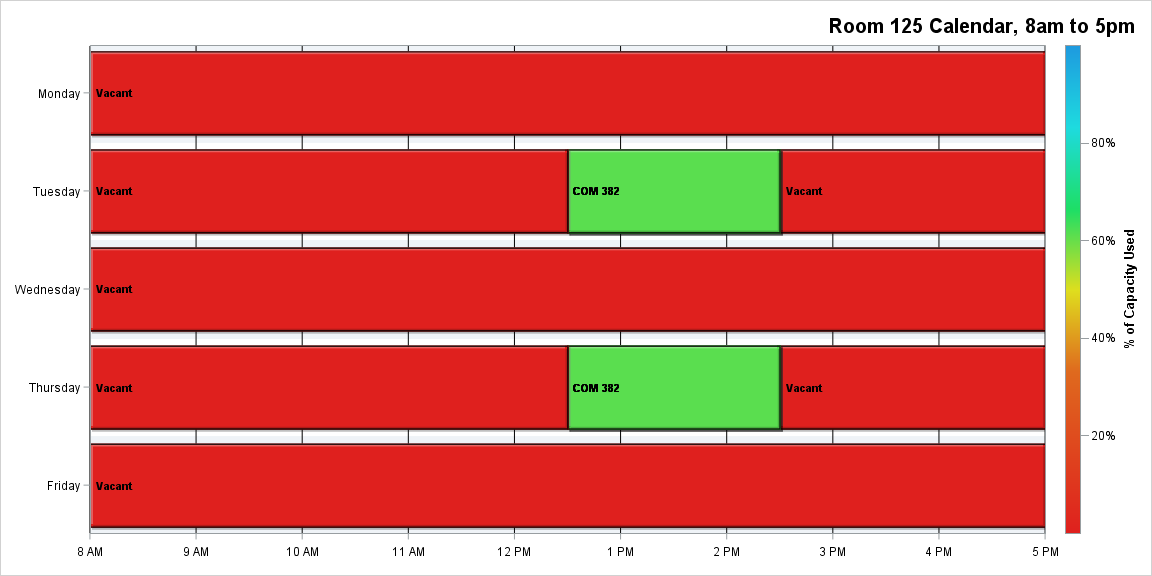 Room 125 Calendar, 8am to 5pm
Monday
Vacant
Tuesday
Vacant
COM 382
Vacant
Wednesday
Vacant
Thursday
Vacant
COM 382
Vacant
Friday
Vacant
8 AM
9 AM
10 AM
11 AM
12 PM
1 PM
2 PM
3 PM
4 PM
5 PM
80%
60%
40%
20%
% of Capacity Used